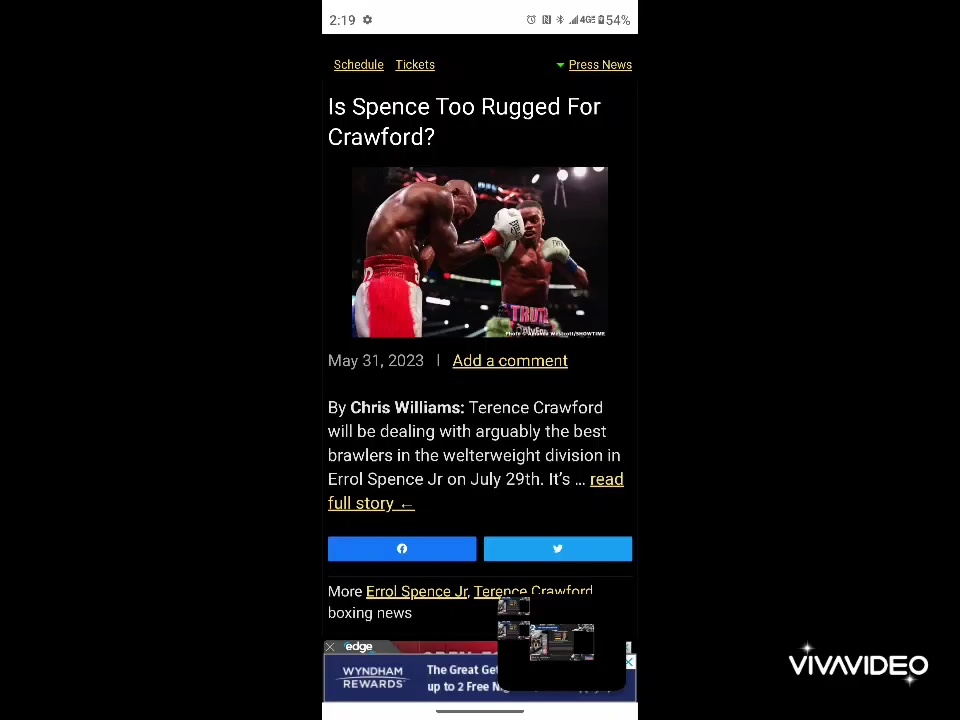 2:19 4GE 54%
Schedule Tickets Press News
Is Spence Too Rugged For
Crawford?
TRUTH
May 31, 2023 | Add a comment
By Chris Williams: Terence Crawford
will be dealing with arguably the best
brawlers in the welterweight division in
Errol Spence Jr on July 29th. It's ... read
full story ←
More Errol Spence Jr, Terence Crawford
boxing news
edge
WYNDHAM
REWARDS
The Great Get
up to 2 Free N
VIVAVIDEO